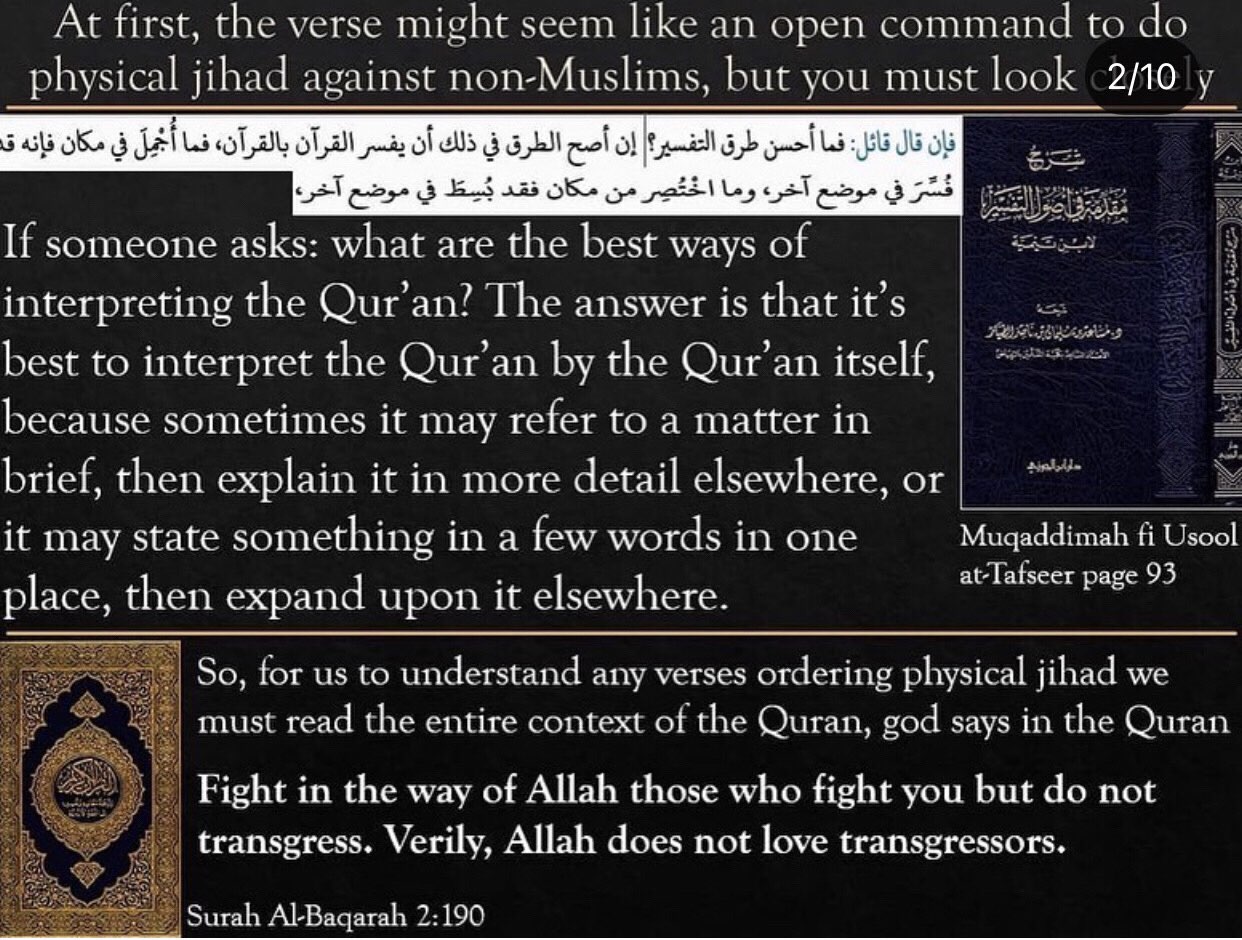 At first, the verse might seem like an open command to do
physical jihad against non-Muslims, but you must look closely
2/10
فإن قال قائل: فما أحسن طرق التفسير؟ إن أصح الطرق في ذلك أن يفسر القرآن بالقرآن، فما أُجْمِلَ في مكان فإنه قد
فُسِّرَ في موضع آخر، وما اخْتُصِر من مكان فقد بُسِطَ في موضع آخر،
If someone asks: what are the best ways of
interpreting the Qur'an? The answer is that it's
best to interpret the Qur'an by the Qur'an itself,
because sometimes it may refer to a matter in
brief, then explain it in more detail elsewhere, or
it may state something in a few words in one
place, then expand upon it elsewhere.
شرح
مقدمة في أصول التفسير
لابن تيمية
دار ابن الجوزي
Muqaddimah fi Usool
at-Tafseer page 93
So, for us to understand any verses ordering physical jihad we
must read the entire context of the Quran, god says in the Quran
Fight in the way of Allah those who fight you but do not
transgress. Verily, Allah does not love transgressors.
Surah Al-Baqarah 2:190